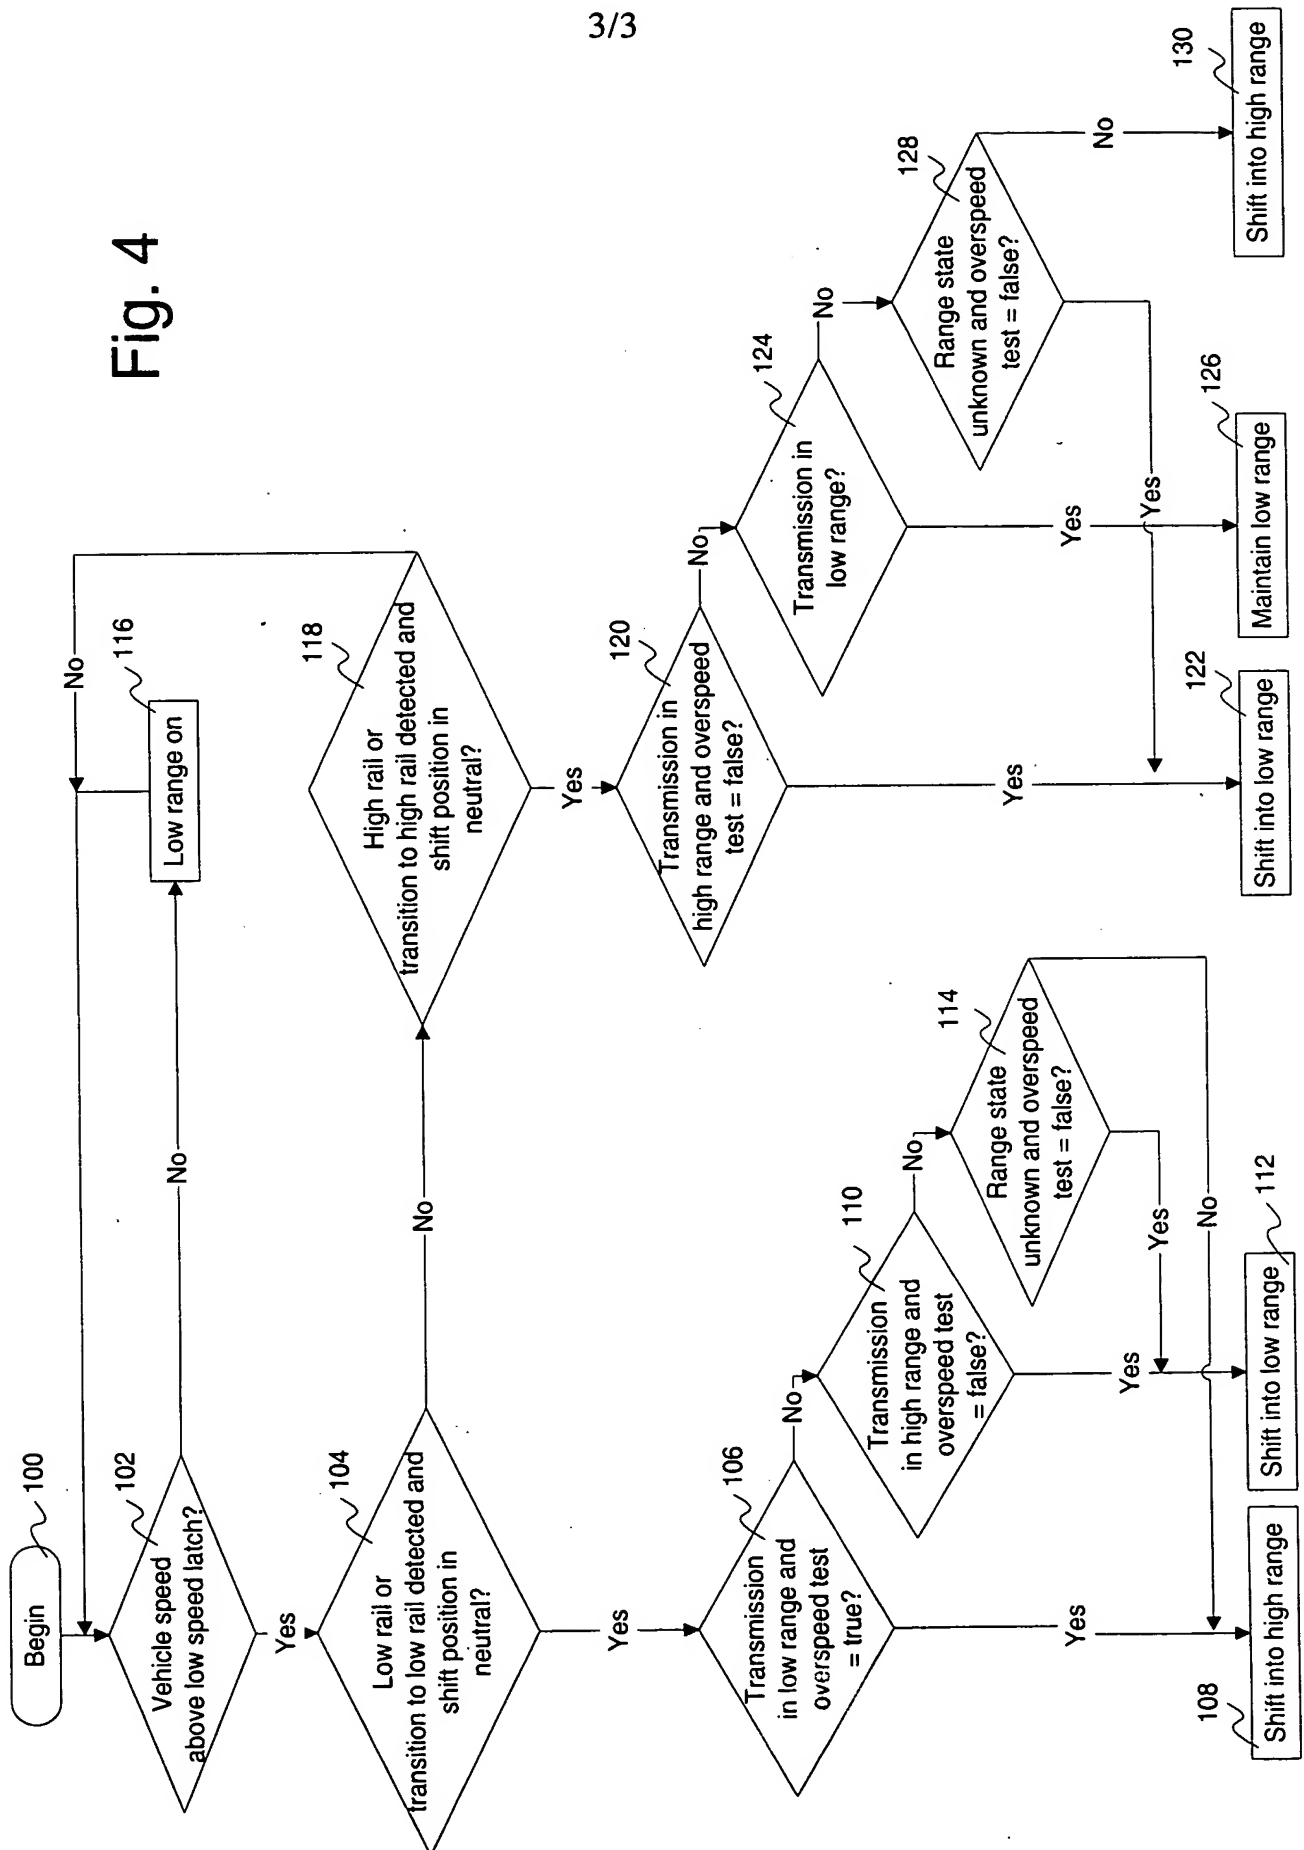 3/3
Fig. 4
Begin
100
Vehicle speed
above low speed latch?
102
No
Low range on
116
No
Yes
Low rail or
transition to low rail detected and
shift position in
neutral?
104
No
High rail or
transition to high rail detected and
shift position in
neutral?
118
Yes
Transmission
in low range and
overspeed test
= true?
106
No
Transmission
in high range and
overspeed test
= false?
110
No
Range state
unknown and overspeed
test = false?
114
Yes
Yes
Yes
No
Shift into high range
108
Shift into low range
112
Yes
Transmission in
high range and overspeed
test = false?
120
No
Transmission in
low range?
124
No
Range state
unknown and overspeed
test = false?
128
No
Yes
Yes
Yes
Shift into low range
122
Maintain low range
126
Shift into high range
130